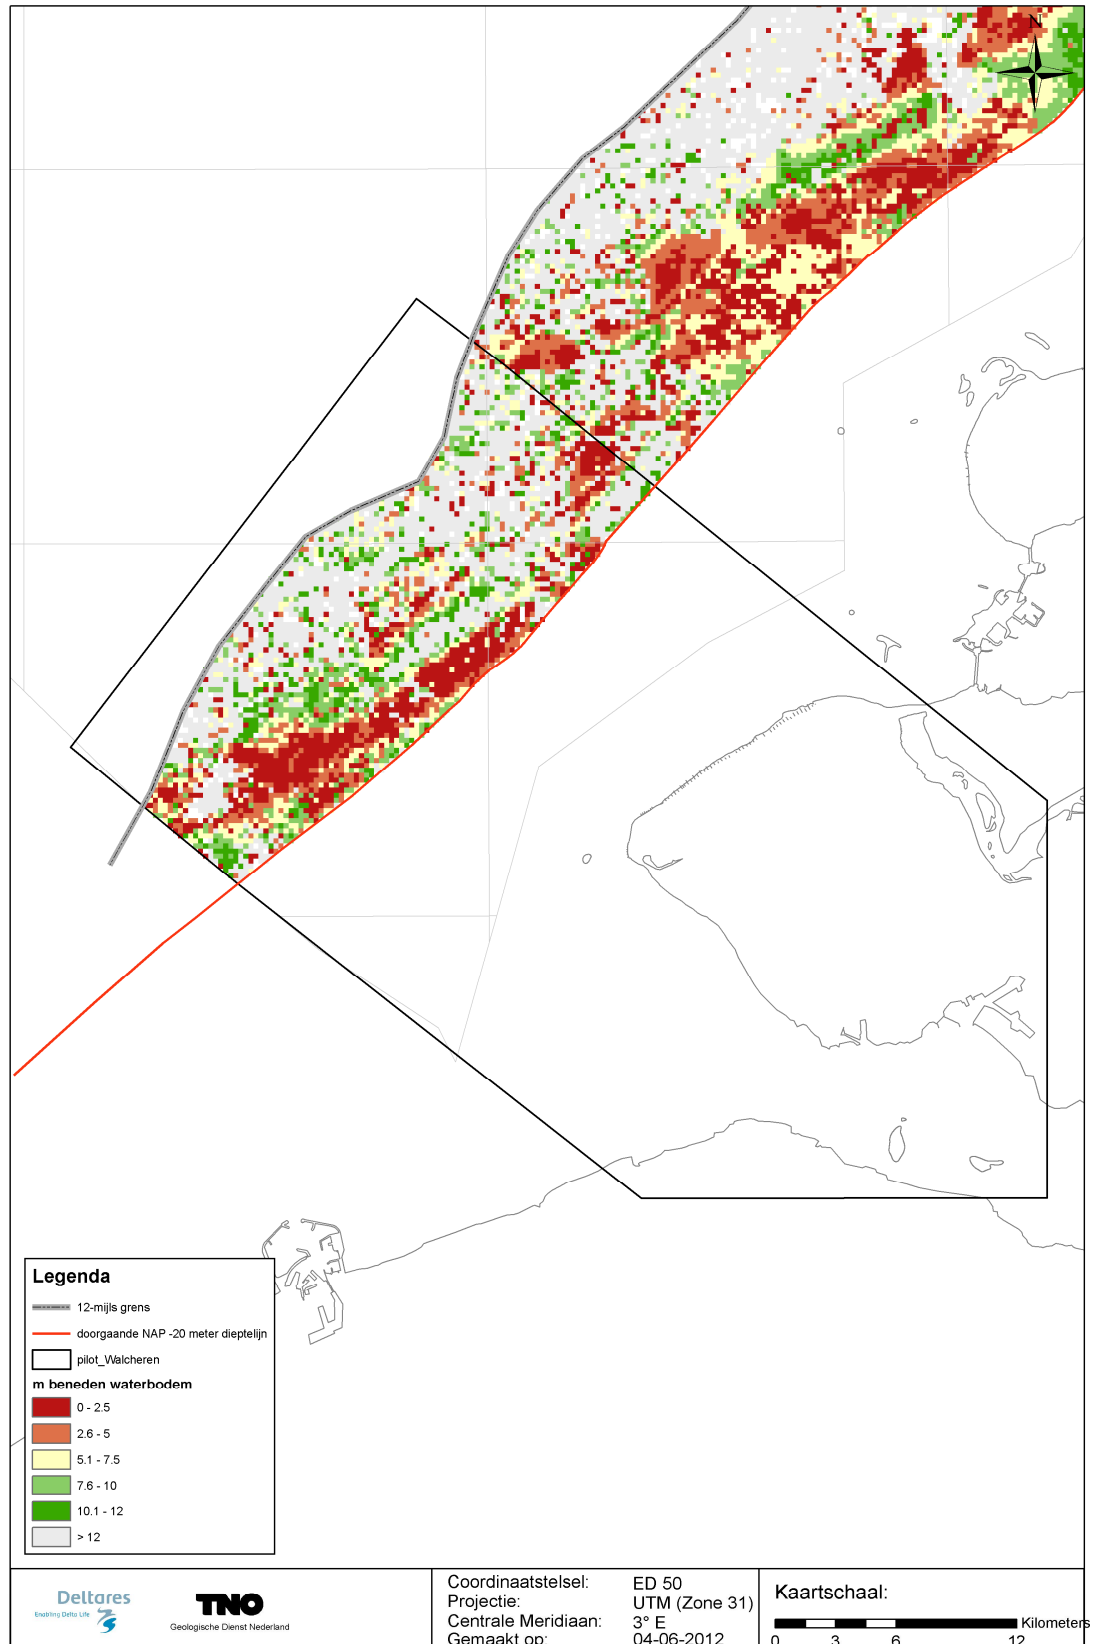 N
Legenda
12-mijls grens
doorgaande NAP -20 meter dieptelijn
pilot_Walcheren
m beneden waterbodem
0 - 2.5
2.6 - 5
5.1 - 7.5
7.6 - 10
10.1 - 12
> 12
Deltares
Enabling Delta Life
TNO
Geologische Dienst Nederland
Coordinaatstelsel: ED 50
Projectie: UTM (Zone 31)
Centrale Meridiaan: 3° E
Gemaakt op: 04-06-2012
Kaartschaal:
Kilometers
0 3 6 12